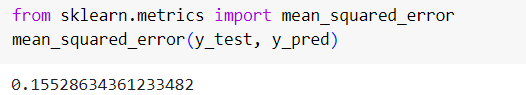 from sklearn.metrics import mean_squared_error
mean_squared_error(y_test, y_pred)
0.15528634361233482